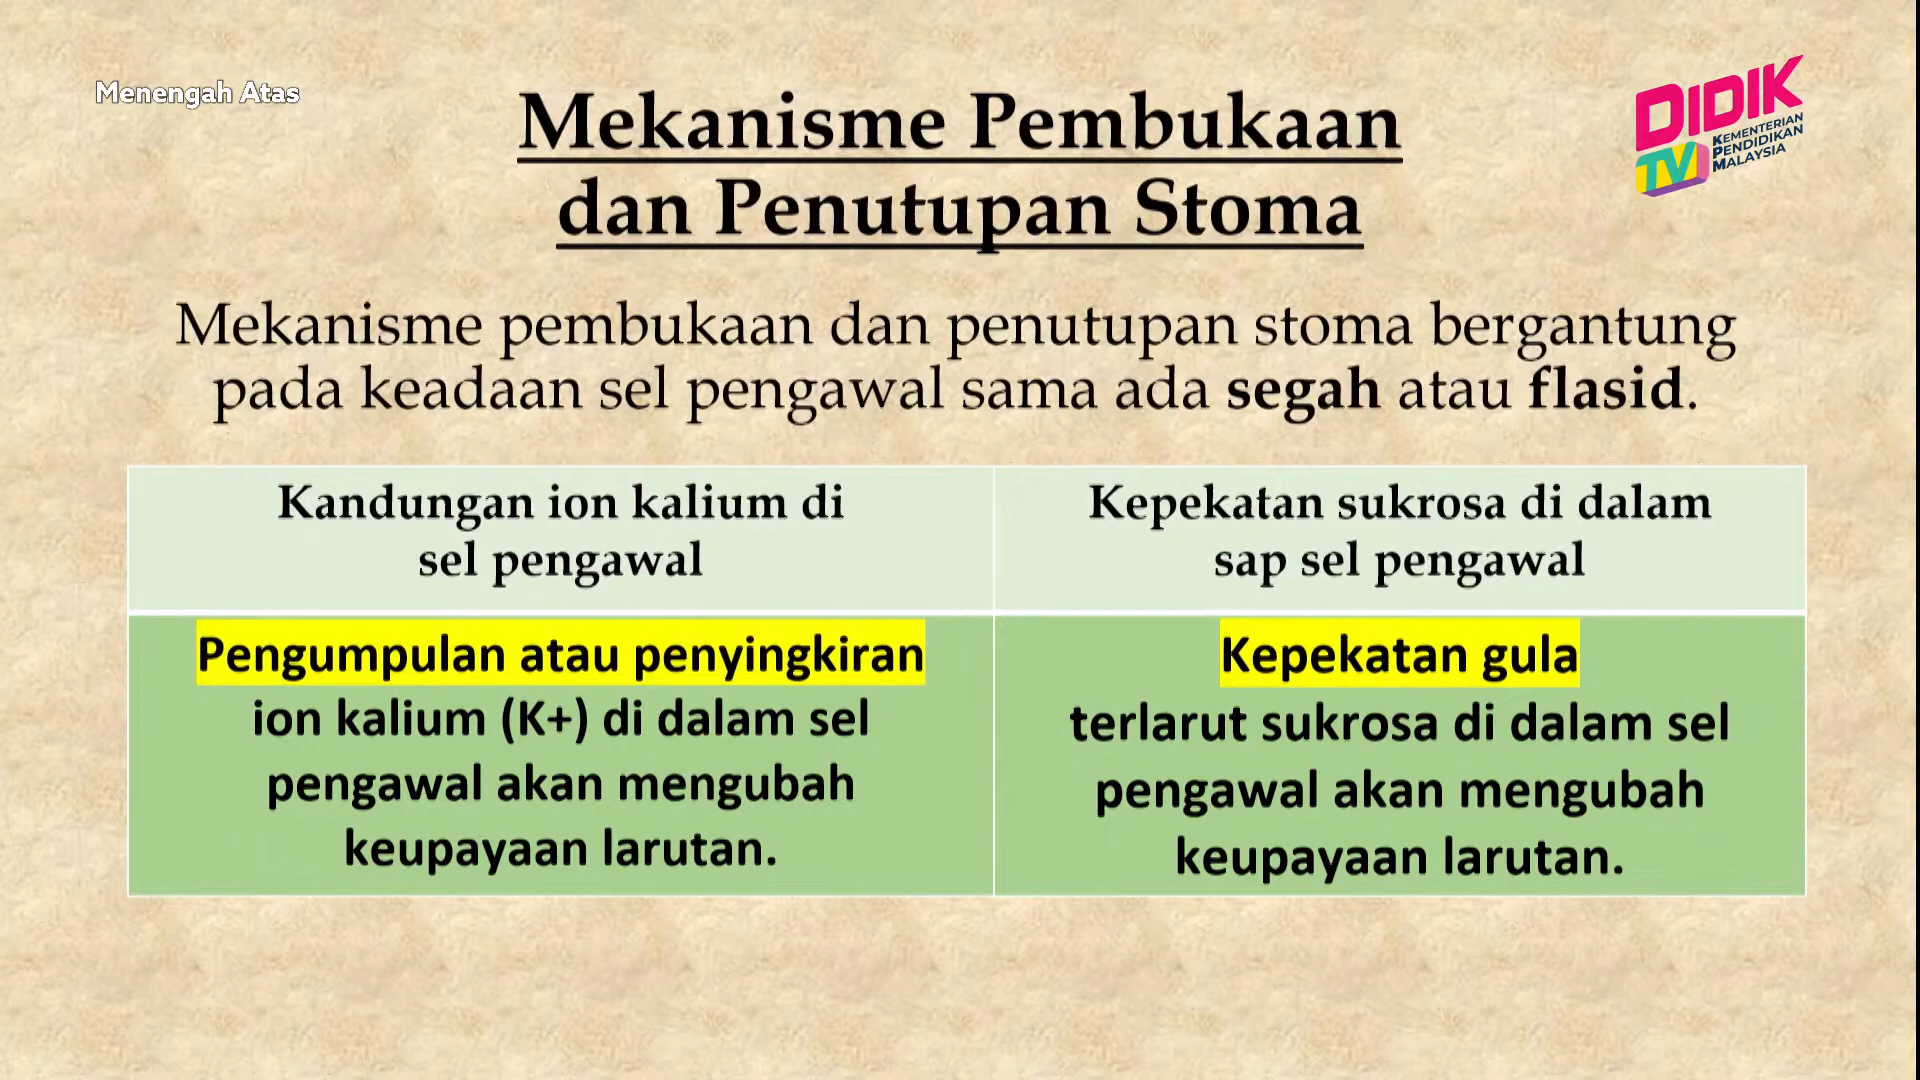 Menengah Atas
Mekanisme Pembukaan
dan Penutupan Stoma
DIDIK
TV
KEMENTERIAN
PENDIDIKAN
MALAYSIA
Mekanisme pembukaan dan penutupan stoma bergantung
pada keadaan sel pengawal sama ada segah atau flasid.
Kandungan ion kalium di
sel pengawal
Kepekatan sukrosa di dalam
sap sel pengawal
Pengumpulan atau penyingkiran
ion kalium (K+) di dalam sel
pengawal akan mengubah
keupayaan larutan.
Kepekatan gula
terlarut sukrosa di dalam sel
pengawal akan mengubah
keupayaan larutan.